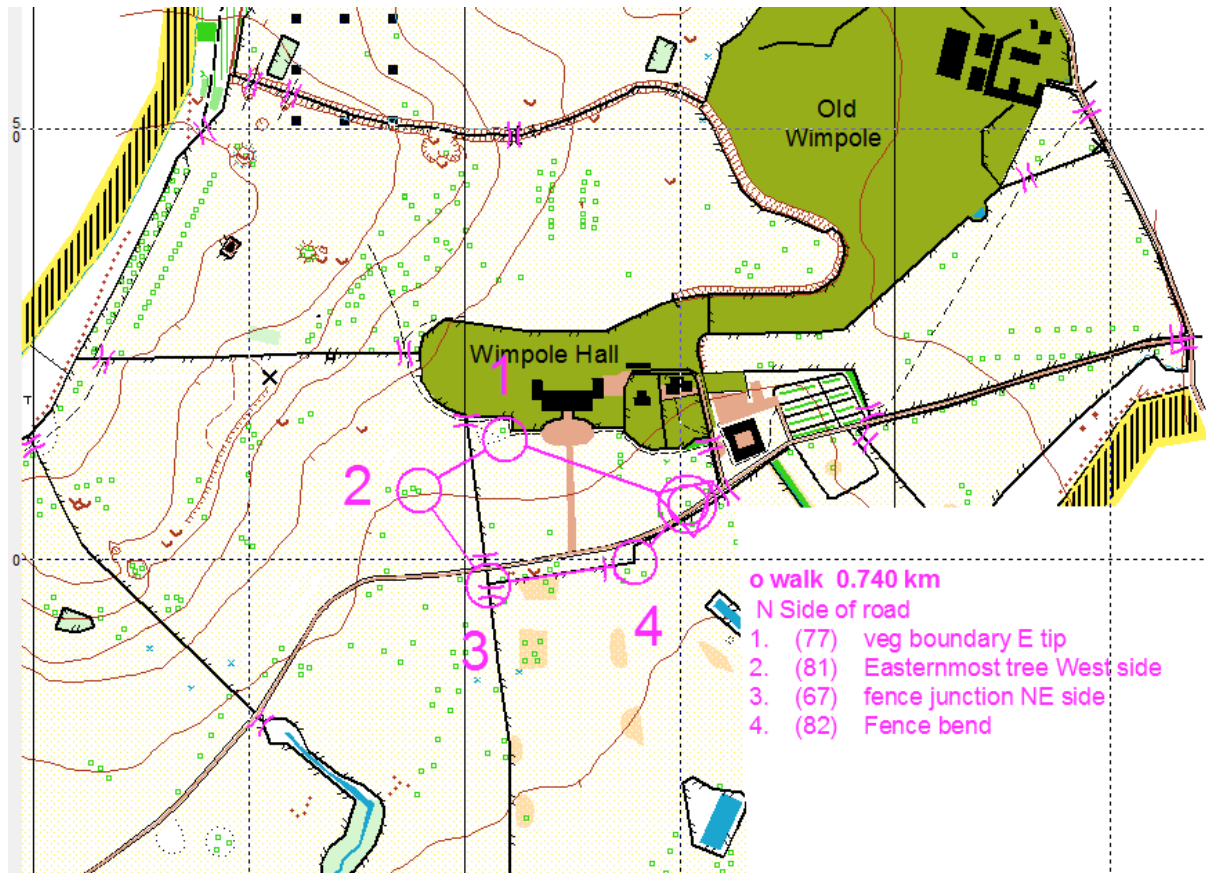 Old
Wimpole
5
0
Wimpole Hall
1
T
2
0
o walk 0.740 km
N Side of road
1. (77) veg boundary E tip
2. (81) Easternmost tree West side
3. (67) fence junction NE side
4. (82) Fence bend
4
3